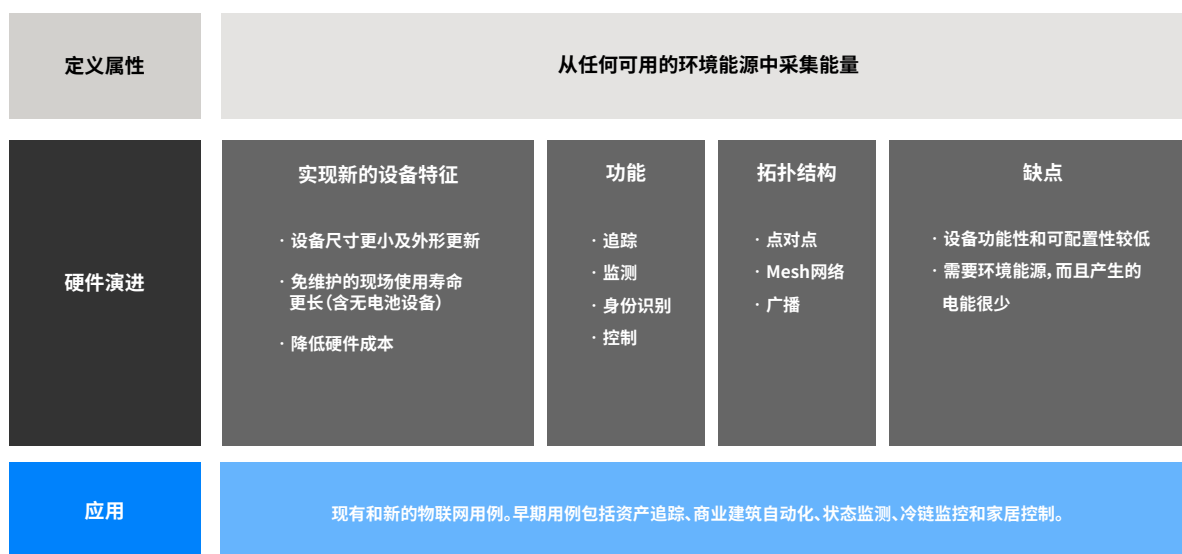 定义属性
从任何可用的环境能源中采集能量
硬件演进
实现新的设备特征
· 设备尺寸更小及外形更新
· 免维护的现场使用寿命
更长(含无电池设备)
· 降低硬件成本
功能
· 追踪
· 监测
· 身份识别
· 控制
拓扑结构
· 点对点
· Mesh网络
· 广播
缺点
· 设备功能性和可配置性较低
· 需要环境能源,而且产生的
电能很少
应用
现有和新的物联网用例。早期用例包括资产追踪、商业建筑自动化、状态监测、冷链监控和家居控制。